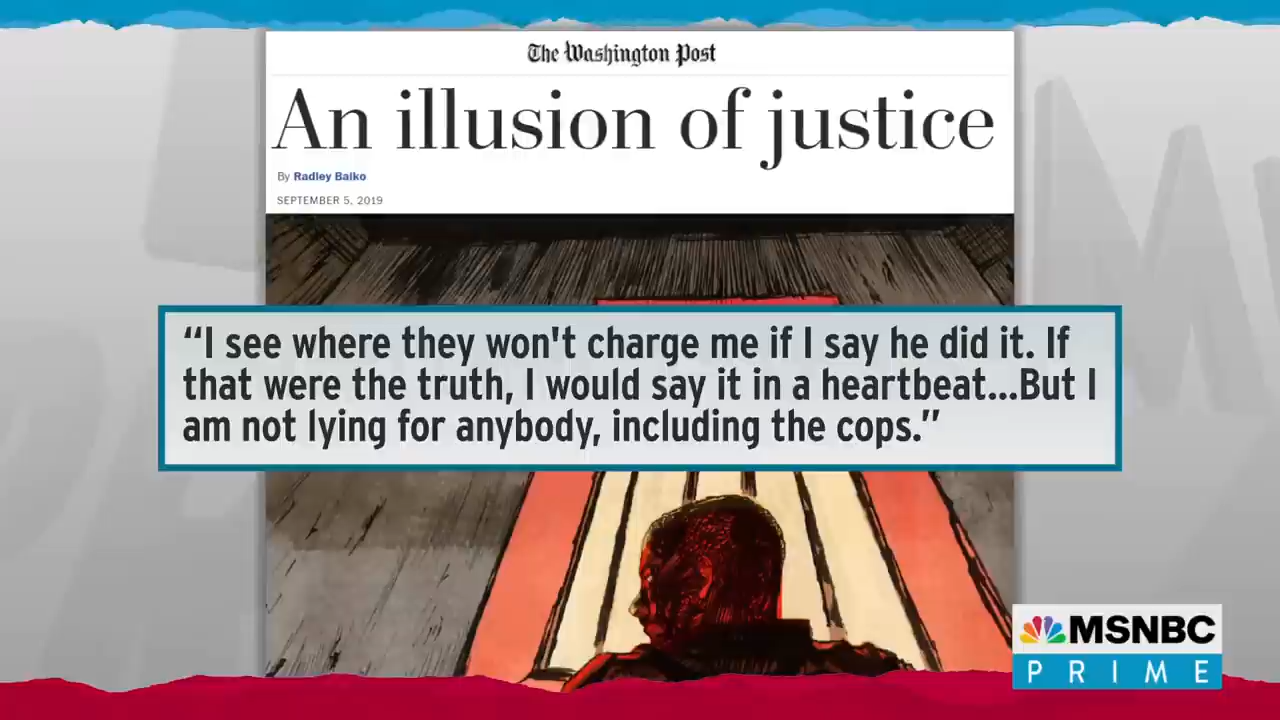 The Washington Post
An illusion of justice
By Radley Balko
SEPTEMBER 5, 2019
“I see where they won't charge me if I say he did it. If
that were the truth, I would say it in a heartbeat...But I
am not lying for anybody, including the cops.”
MSNBC
PRIME